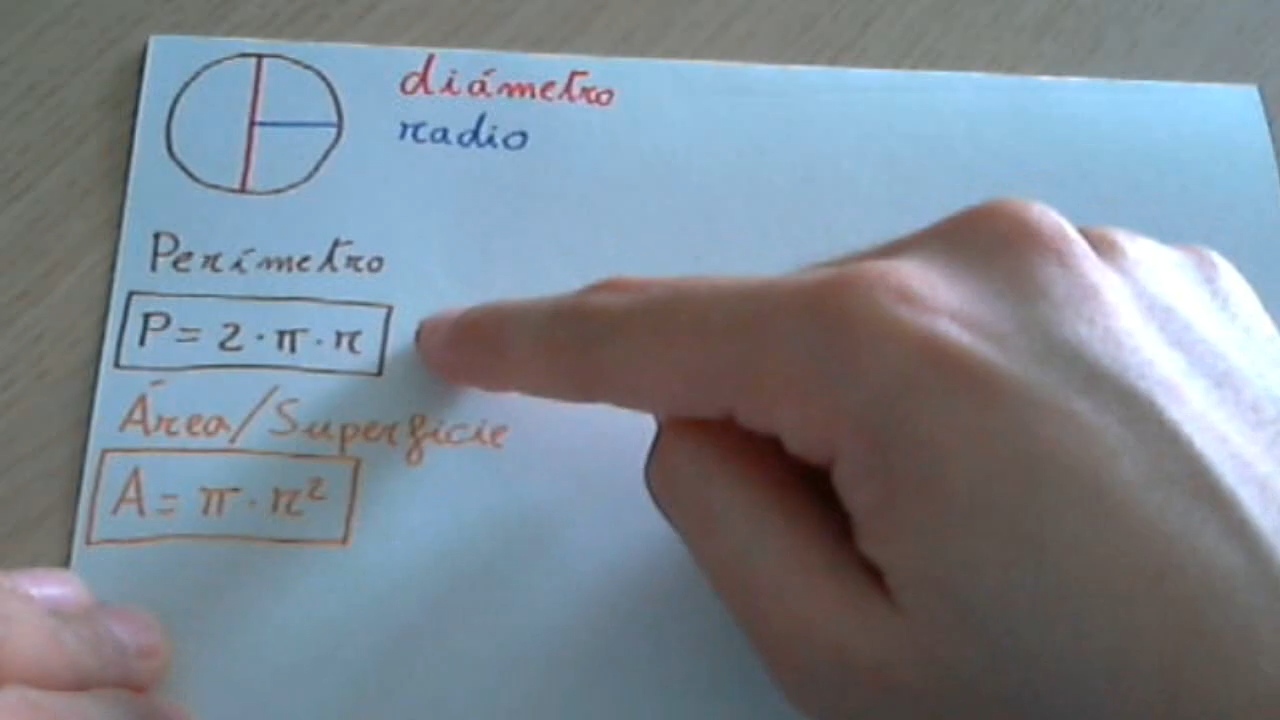 diámetro
radio
Perímetro
P = 2 · π · r
Área/Superficie
A = π · r²